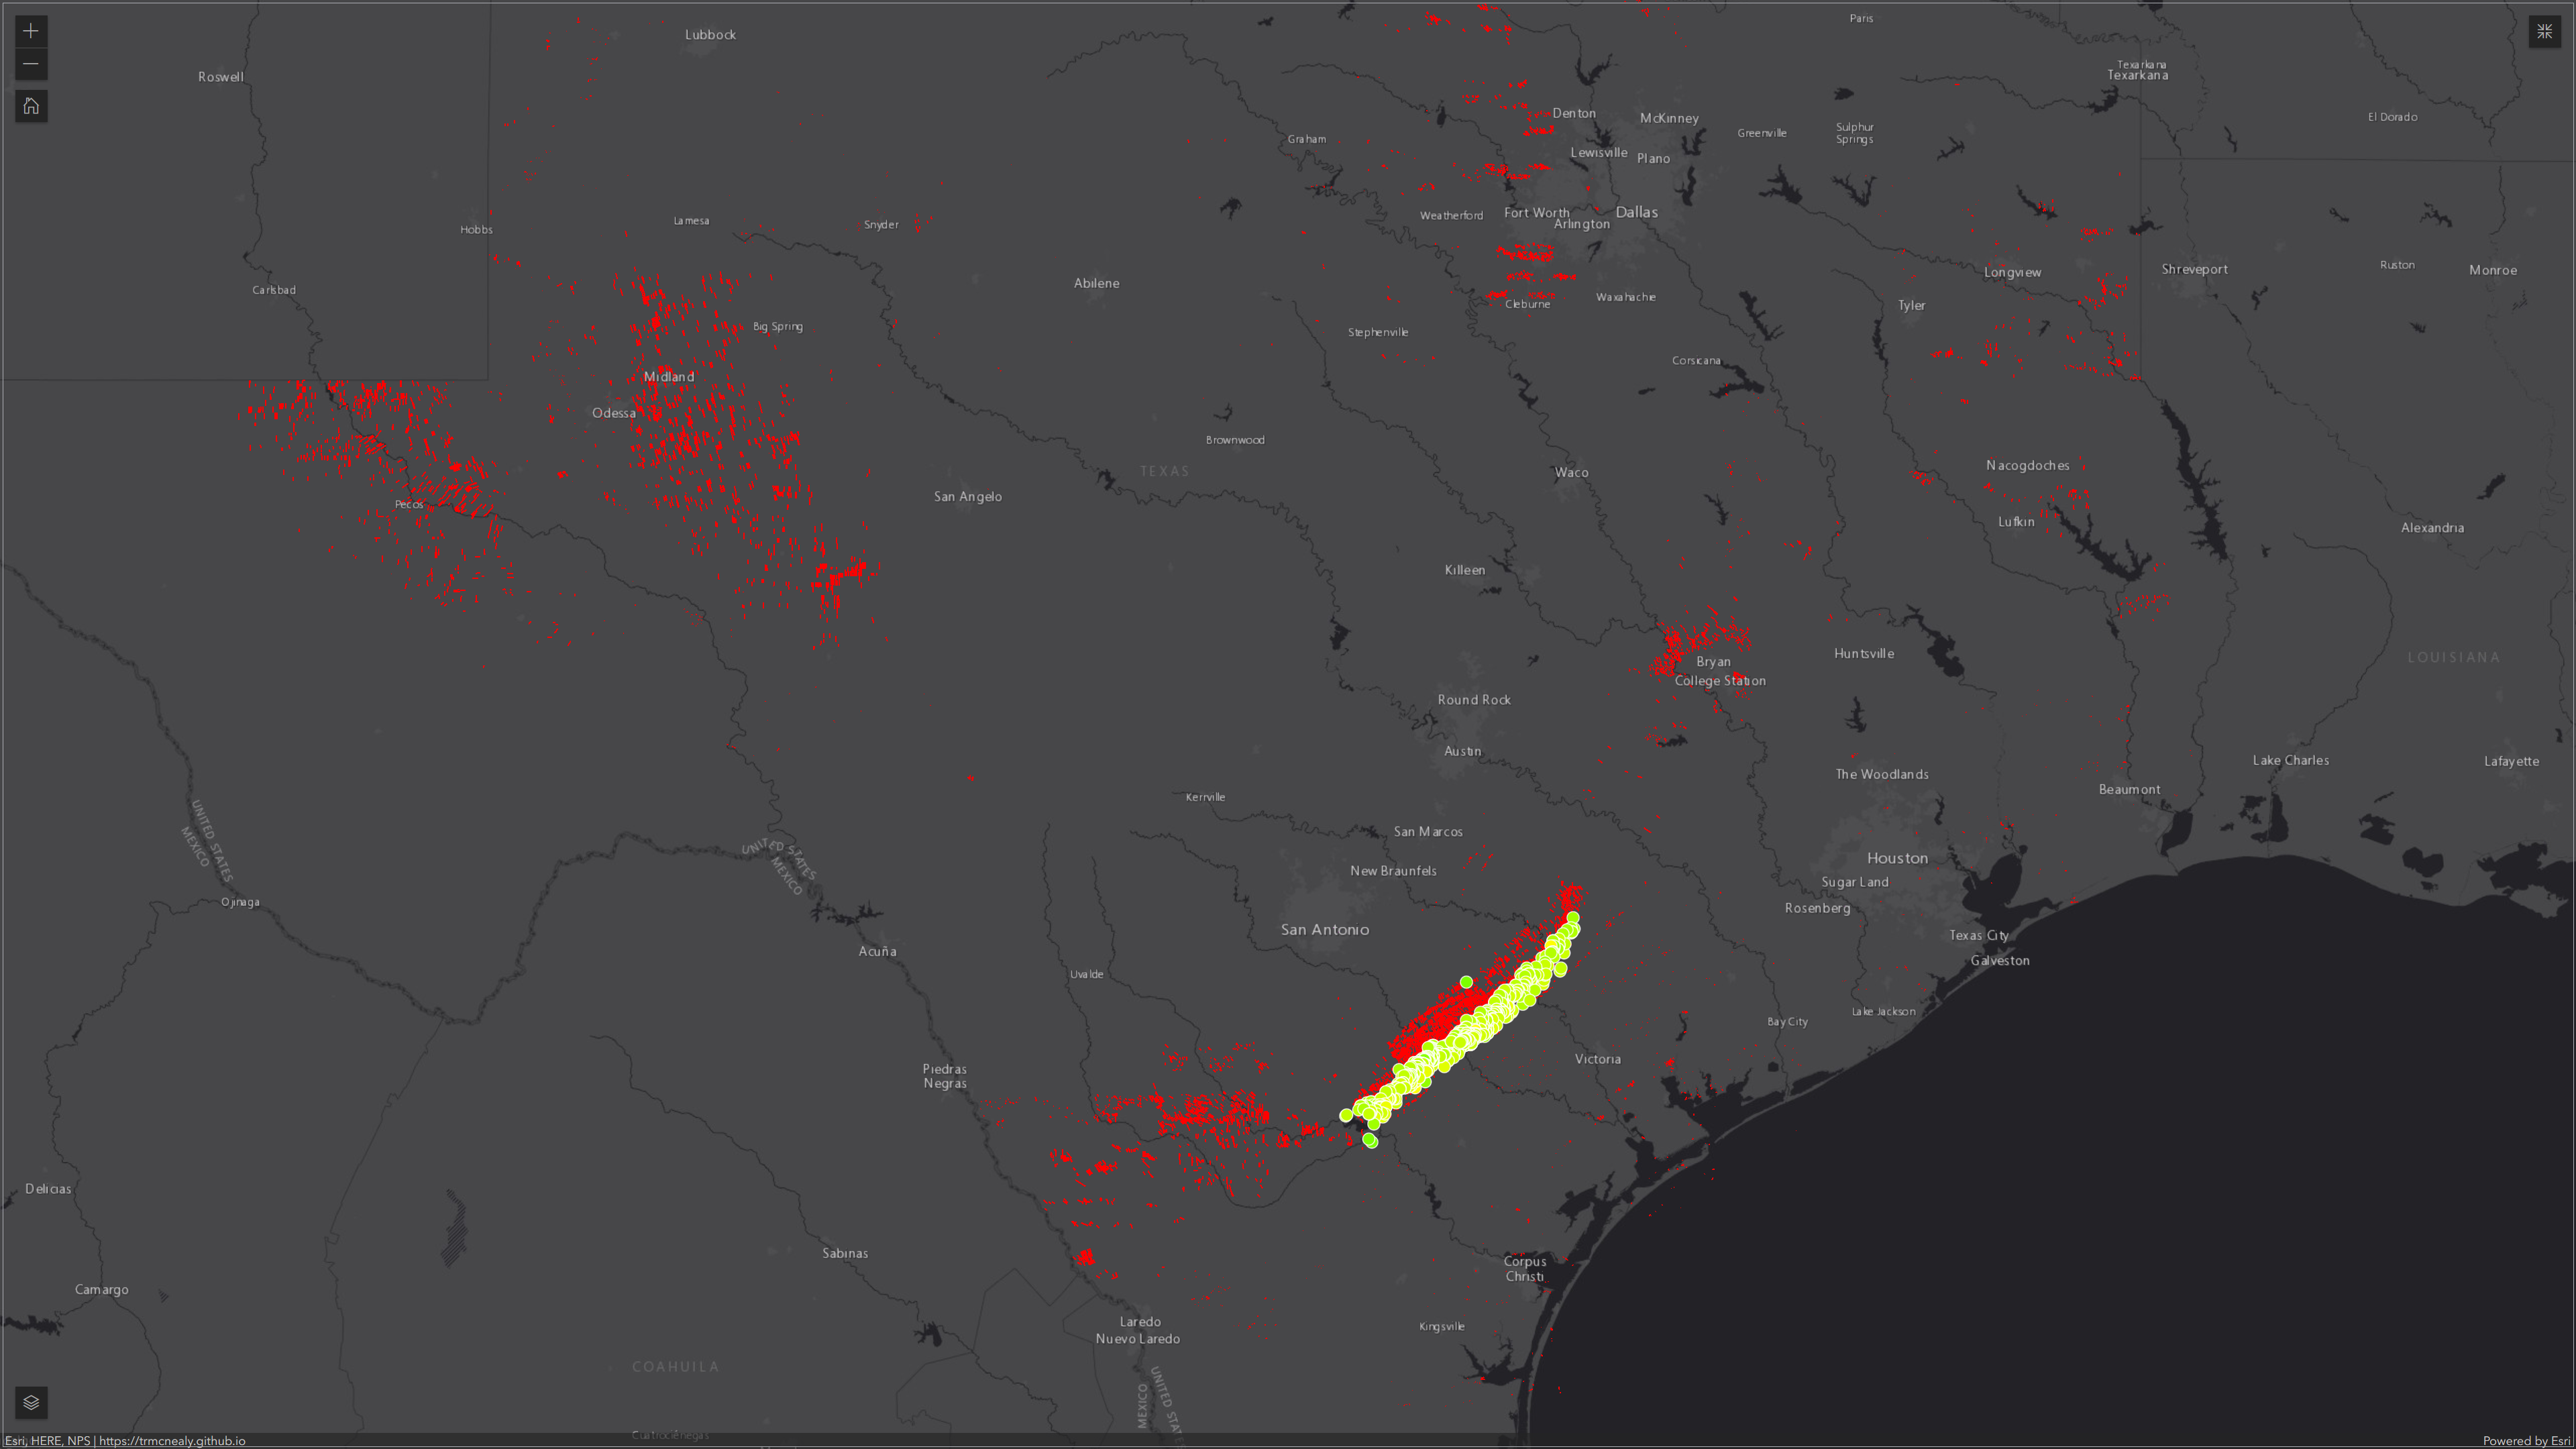 Paris
Lubbock
Roswell
Texarkana
Texarkana
Denton
McKinney
El Dorado
Greenville
Sulphur
Springs
Graham
Lewisville
Plano
Weatherford
Fort Worth
Dallas
Arlington
Lamesa
Snyder
Hobbs
Longview
Shreveport
Ruston
Monroe
Carlsbad
Abilene
Cleburne
Waxahachie
Tyler
Big Spring
Stephenville
Corsicana
Midland
Odessa
Brownwood
TEXAS
Waco
Nacogdoches
San Angelo
Pecos
Lufkin
Alexandria
Killeen
Bryan
College Station
Huntsville
LOUISIANA
Round Rock
Austin
The Woodlands
Lake Charles
Lafayette
Beaumont
Kerrville
San Marcos
UNITED STATES
MEXICO
UNITED STATES
MEXICO
New Braunfels
Houston
Sugar Land
Rosenberg
Ojinaga
San Antonio
Texas City
Galveston
Acuña
Uvalde
Lake Jackson
Bay City
Victoria
Piedras
Negras
Delicias
Sabinas
Corpus
Christi
Camargo
Laredo
Nuevo Laredo
Kingsville
COAHUILA
MEXICO
UNITED STATES
Cuatrociénegas
Esri, HERE, NPS | https://trmcnealy.github.io
Powered by Esri